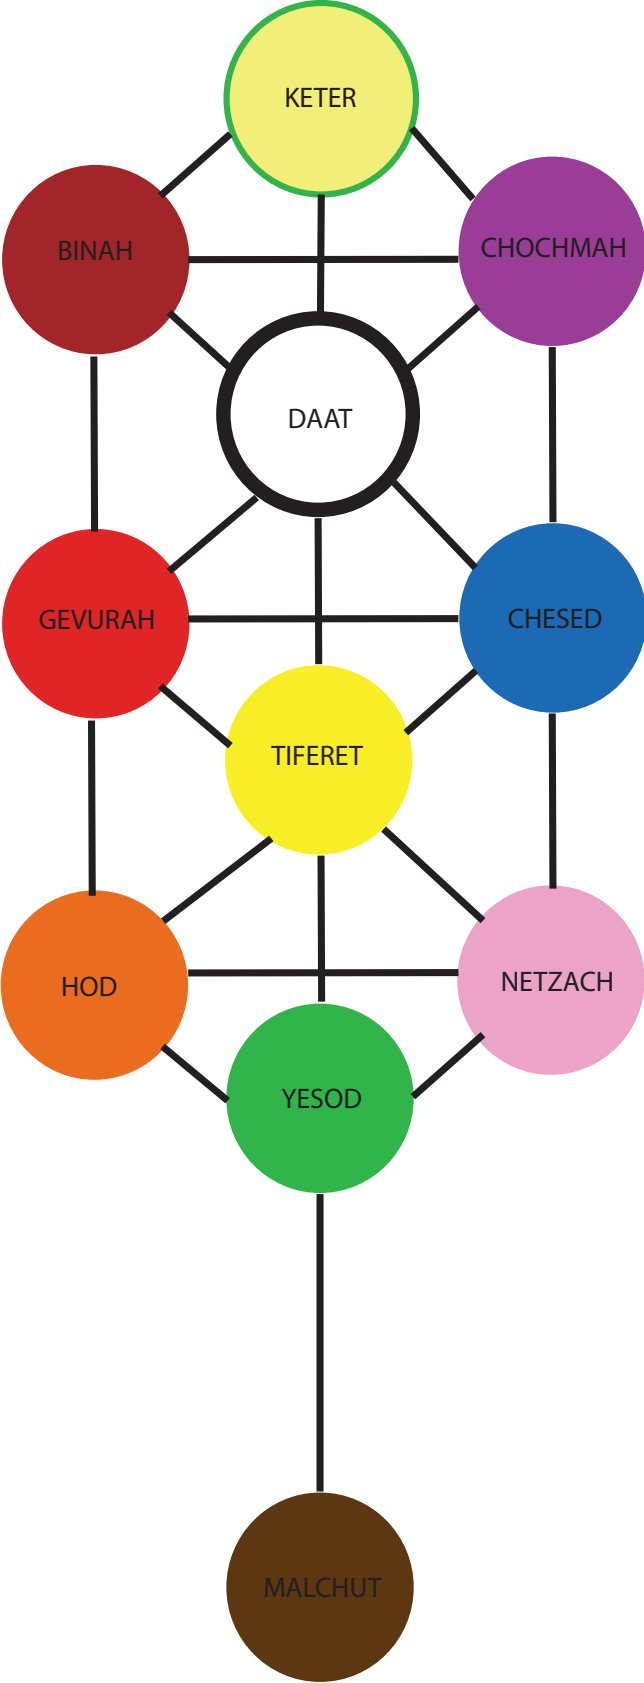 KETER
BINAH
CHOCHMAH
DAAT
GEVURAH
CHESED
TIFERET
HOD
NETZACH
YESOD
MALCHUT